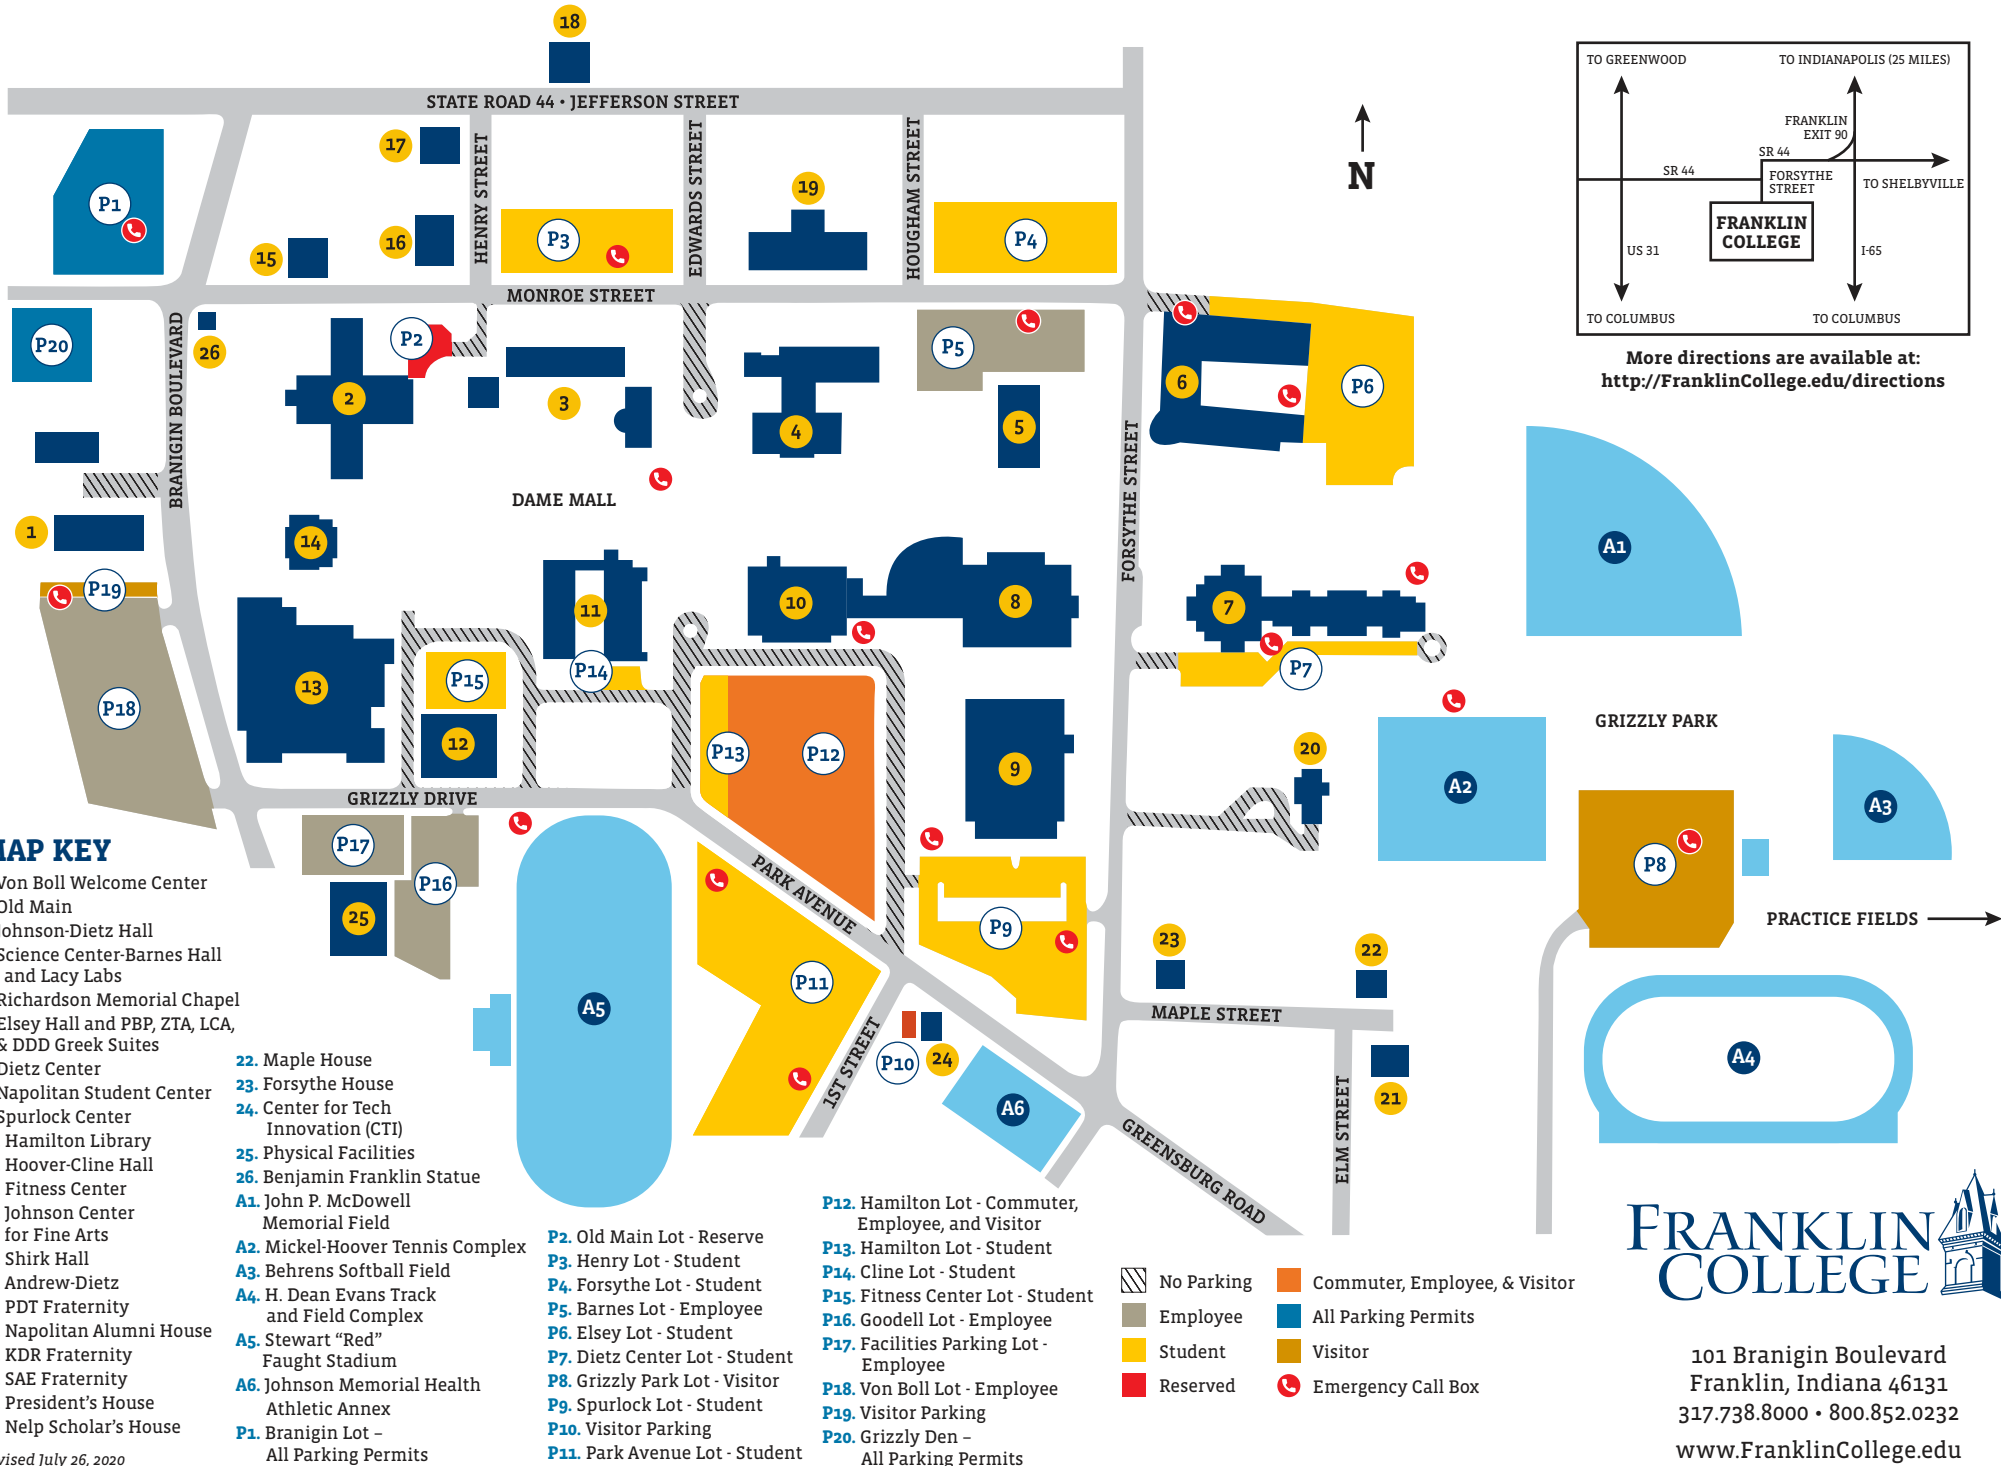 18
STATE ROAD 44 • JEFFERSON STREET
17
16
15
19
P1
P3
P4
HENRY STREET
EDWARDS STREET
HOUGHAM STREET
N
TO GREENWOOD
TO INDIANAPOLIS (25 MILES)
FRANKLIN
EXIT 90
SR 44
SR 44
FORSYTHE
STREET
TO SHELBYVILLE
FRANKLIN
COLLEGE
US 31
I-65
TO COLUMBUS
TO COLUMBUS
More directions are available at:
http://FranklinCollege.edu/directions
MONROE STREET
P20
BRANIGIN BOULEVARD
26
P2
2
3
4
P5
5
6
P6
FORSYTHE STREET
DAME MALL
1
14
P19
P18
13
11
P14
P15
12
10
8
7
P7
A1
P13
P12
9
20
A2
GRIZZLY PARK
A3
P8
GRIZZLY DRIVE
P17
P16
25
PARK AVENUE
A5
P11
P9
23
22
PRACTICE FIELDS
MAPLE STREET
1ST STREET
P10
24
A6
21
ELM STREET
A4
GREENSBURG ROAD
MAP KEY
Von Boll Welcome Center
Old Main
Johnson-Dietz Hall
Science Center-Barnes Hall
and Lacy Labs
Richardson Memorial Chapel
Elsey Hall and PBP, ZTA, LCA,
& DDD Greek Suites
Dietz Center
Napolitan Student Center
Spurlock Center
Hamilton Library
Hoover-Cline Hall
Fitness Center
Johnson Center
for Fine Arts
Shirk Hall
Andrew-Dietz
PDT Fraternity
Napolitan Alumni House
KDR Fraternity
SAE Fraternity
President's House
Nelp Scholar's House
vised July 26, 2020
22. Maple House
23. Forsythe House
24. Center for Tech
Innovation (CTI)
25. Physical Facilities
26. Benjamin Franklin Statue
A1. John P. McDowell
Memorial Field
A2. Mickel-Hoover Tennis Complex
A3. Behrens Softball Field
A4. H. Dean Evans Track
and Field Complex
A5. Stewart “Red”
Faught Stadium
A6. Johnson Memorial Health
Athletic Annex
P1. Branigin Lot –
All Parking Permits
P2. Old Main Lot - Reserve
P3. Henry Lot - Student
P4. Forsythe Lot - Student
P5. Barnes Lot - Employee
P6. Elsey Lot - Student
P7. Dietz Center Lot - Student
P8. Grizzly Park Lot - Visitor
P9. Spurlock Lot - Student
P10. Visitor Parking
P11. Park Avenue Lot - Student
P12. Hamilton Lot - Commuter,
Employee, and Visitor
P13. Hamilton Lot - Student
P14. Cline Lot - Student
P15. Fitness Center Lot - Student
P16. Goodell Lot - Employee
P17. Facilities Parking Lot -
Employee
P18. Von Boll Lot - Employee
P19. Visitor Parking
P20. Grizzly Den –
All Parking Permits
No Parking
Employee
Student
Reserved
Commuter, Employee, & Visitor
All Parking Permits
Visitor
Emergency Call Box
FRANKLIN
COLLEGE
101 Branigin Boulevard
Franklin, Indiana 46131
317.738.8000 • 800.852.0232
www.FranklinCollege.edu